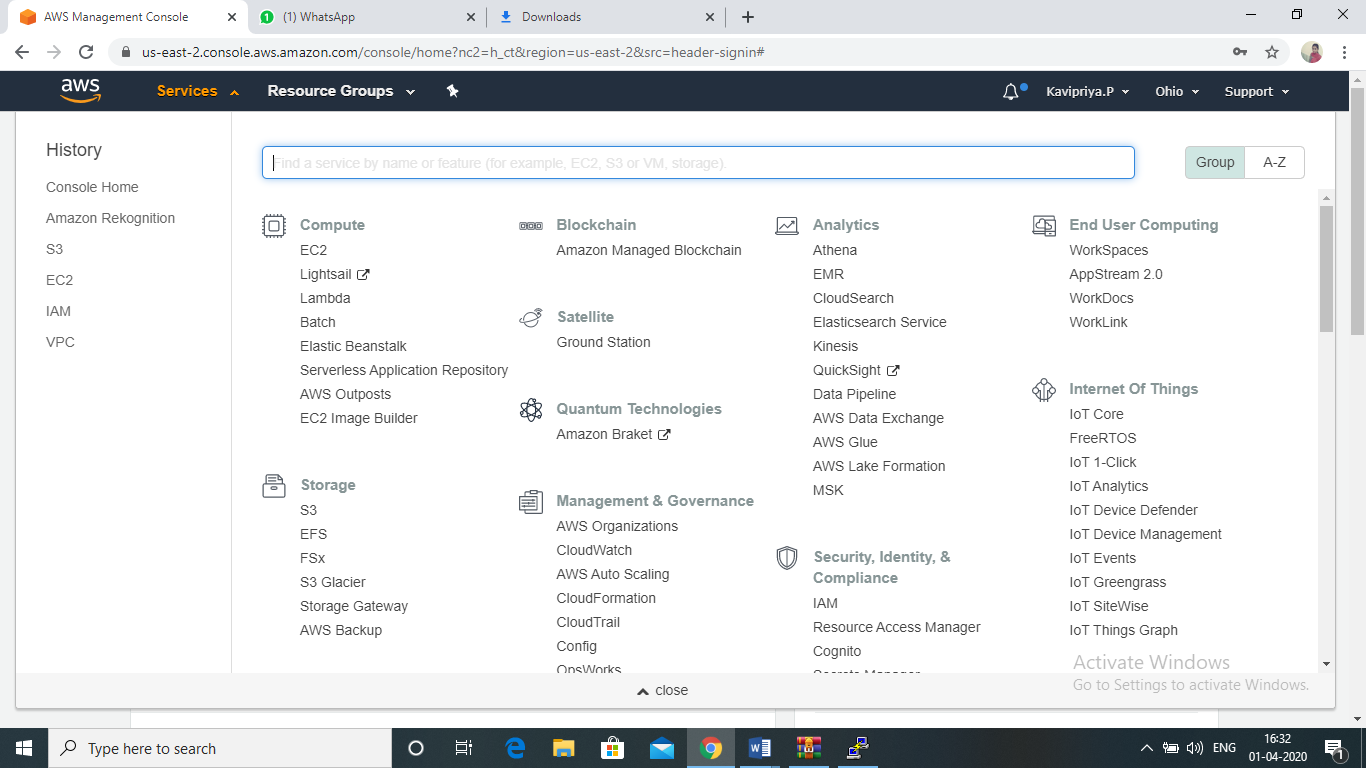 AWS Management Console
(1) WhatsApp
Downloads
us-east-2.console.aws.amazon.com/console/home?nc2=h_ct&region=us-east-2&src=header-signin#
aws
Services
Resource Groups
Kavipriya.P
Ohio
Support
History
Console Home
Amazon Rekognition
S3
EC2
IAM
VPC
Find a service by name or feature (for example, EC2, S3 or VM, storage).
Group
A-Z
Compute
EC2
Lightsail
Lambda
Batch
Elastic Beanstalk
Serverless Application Repository
AWS Outposts
EC2 Image Builder
Storage
S3
EFS
FSx
S3 Glacier
Storage Gateway
AWS Backup
Blockchain
Amazon Managed Blockchain
Satellite
Ground Station
Quantum Technologies
Amazon Braket
Management & Governance
AWS Organizations
CloudWatch
AWS Auto Scaling
CloudFormation
CloudTrail
Config
OpsWorks
Analytics
Athena
EMR
CloudSearch
Elasticsearch Service
Kinesis
QuickSight
Data Pipeline
AWS Data Exchange
AWS Glue
AWS Lake Formation
MSK
Security, Identity, &
Compliance
IAM
Resource Access Manager
Cognito
Secrets Manager
End User Computing
WorkSpaces
AppStream 2.0
WorkDocs
WorkLink
Internet Of Things
IoT Core
FreeRTOS
IoT 1-Click
IoT Analytics
IoT Device Defender
IoT Device Management
IoT Events
IoT Greengrass
IoT SiteWise
IoT Things Graph
Activate Windows
Go to Settings to activate Windows.
close
Type here to search
ENG
16:32
01-04-2020
1